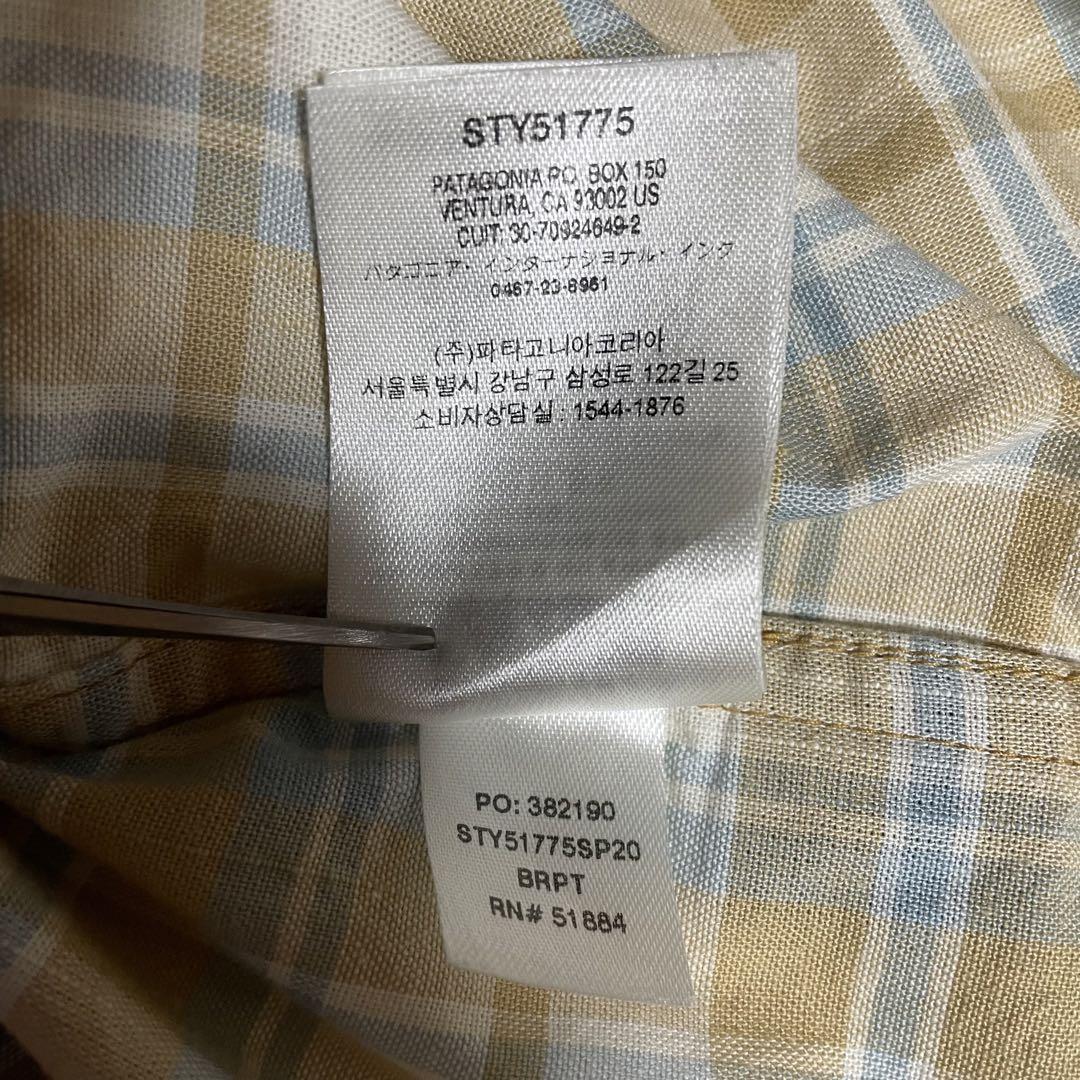 STY51775
PATAGONIA P.O. BOX 150
VENTURA, CA 93002 US
CUIT: 30-70924649-2
パタゴニア・インターナショナル・インク
0467-23-8961
(주)파타고니아코리아
서울특별시 강남구 삼성로 122길 25
소비자상담실 : 1544-1876
PO: 382190
STY51775SP20
BRPT
RN# 51884